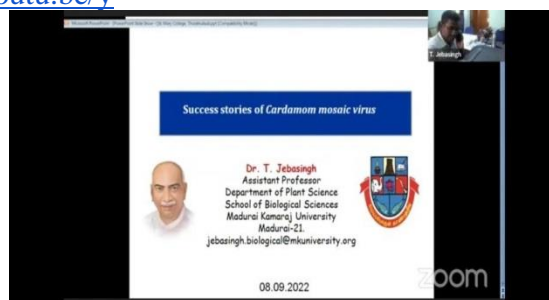 Success stories of Cardamom mosaic virus
T. Jebasingh
Dr. T. Jebasingh
Assistant Professor
Department of Plant Science
School of Biological Sciences
Madurai Kamaraj University
Madurai-21.
jebasingh.biological@mkuniversity.org
08.09.2022
zoom